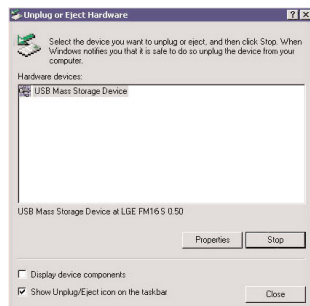 Unplug or Eject Hardware
Select the device you want to unplug or eject, and then click Stop. When
Windows notifies you that it is safe to do so unplug the device from your
computer.
Hardware devices:
USB Mass Storage Device
USB Mass Storage Device at LGE FM16 S 0.50
Properties
Stop
Display device components
Show Unplug/Eject icon on the taskbar
Close